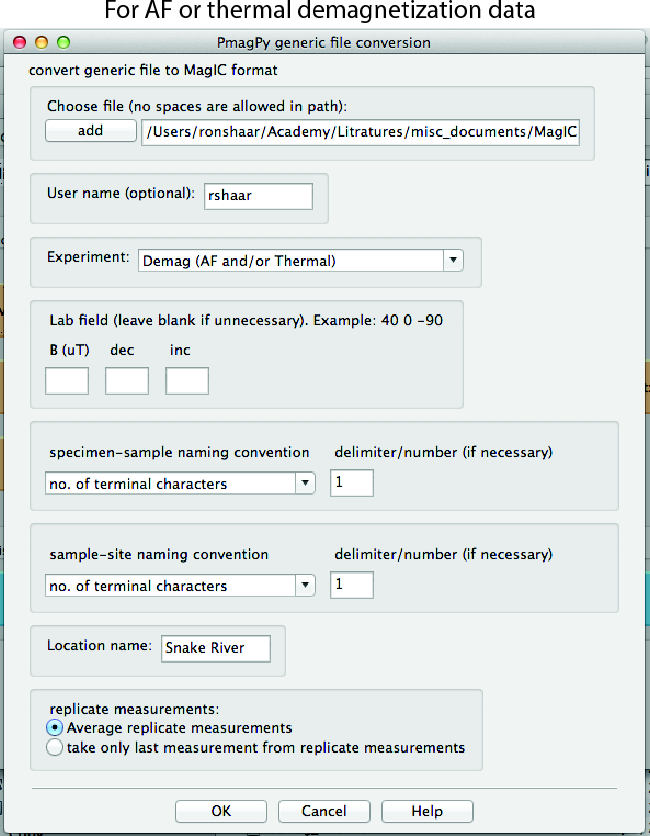 For AF or thermal demagnetization data
PmagPy generic file conversion
convert generic file to MagIC format
Choose file (no spaces are allowed in path):
add /Users/ronshaar/Academy/Litratures/misc_documents/MagIC
User name (optional): rshaar
Experiment: Demag (AF and/or Thermal)
Lab field (leave blank if unnecessary). Example: 40 0 -90
B (uT) dec inc
specimen-sample naming convention delimiter/number (if necessary)
no. of terminal characters 1
sample-site naming convention delimiter/number (if necessary)
no. of terminal characters 1
Location name: Snake River
replicate measurements:
Average replicate measurements
take only last measurement from replicate measurements
OK Cancel Help